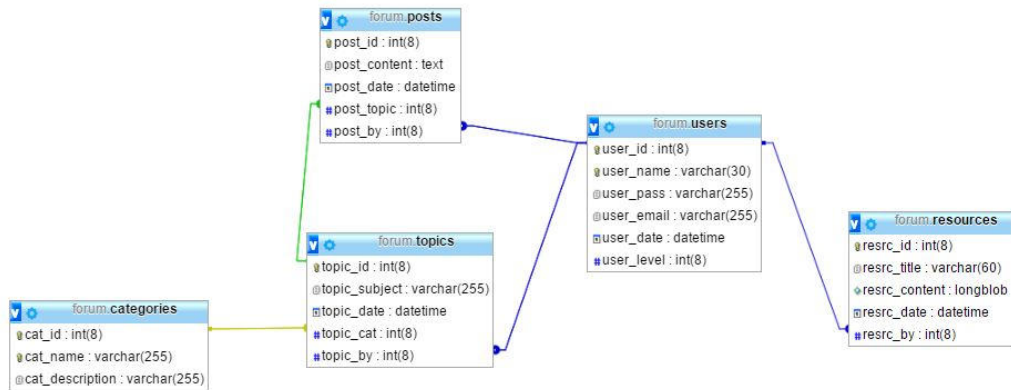 forum.posts
post_id : int(8)
post_content : text
post_date : datetime
post_topic : int(8)
post_by : int(8)
forum.users
user_id : int(8)
user_name : varchar(30)
user_pass : varchar(255)
user_email : varchar(255)
user_date : datetime
user_level : int(8)
forum.resources
resrc_id : int(8)
resrc_title : varchar(60)
resrc_content : longblob
resrc_date : datetime
resrc_by : int(8)
forum.topics
topic_id : int(8)
topic_subject : varchar(255)
topic_date : datetime
topic_cat : int(8)
topic_by : int(8)
forum.categories
cat_id : int(8)
cat_name : varchar(255)
cat_description : varchar(255)